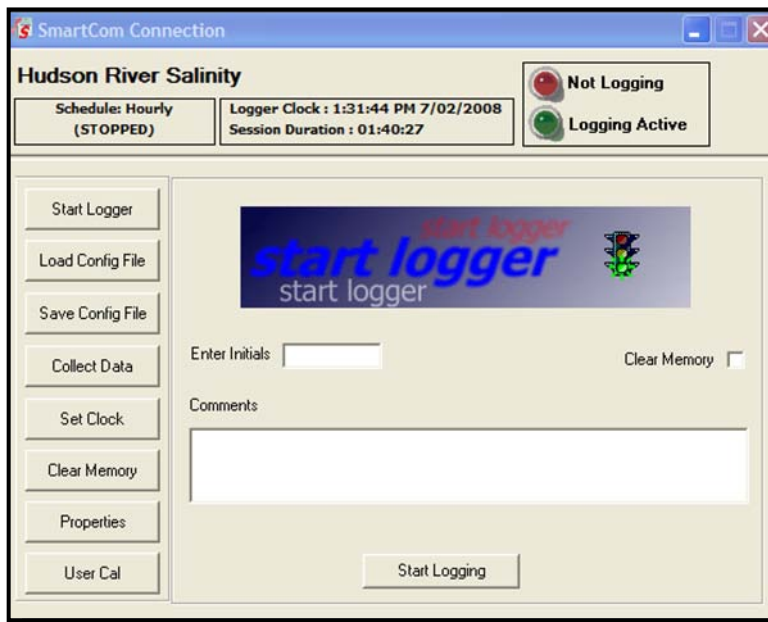 SmartCom Connection
Hudson River Salinity
Schedule: Hourly
(STOPPED)
Logger Clock : 1:31:44 PM 7/02/2008
Session Duration : 01:40:27
Not Logging
Logging Active
Start Logger
Load Config File
Save Config File
Collect Data
Set Clock
Clear Memory
Properties
User Cal
start logger
start logger
start logger
Enter Initials
Clear Memory
Comments
Start Logging